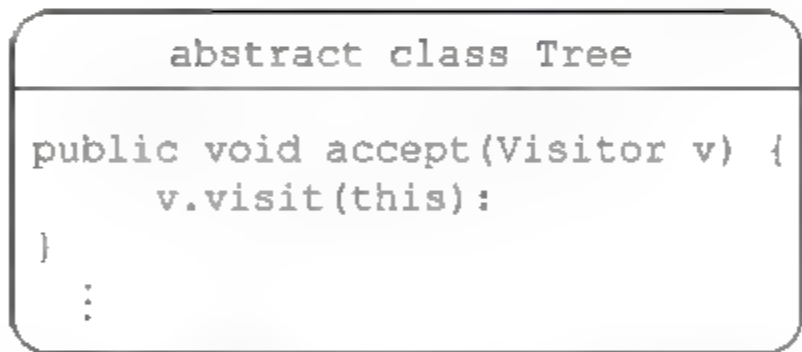 abstract class Tree
public void accept(Visitor v) {
v.visit(this):
}
⋮